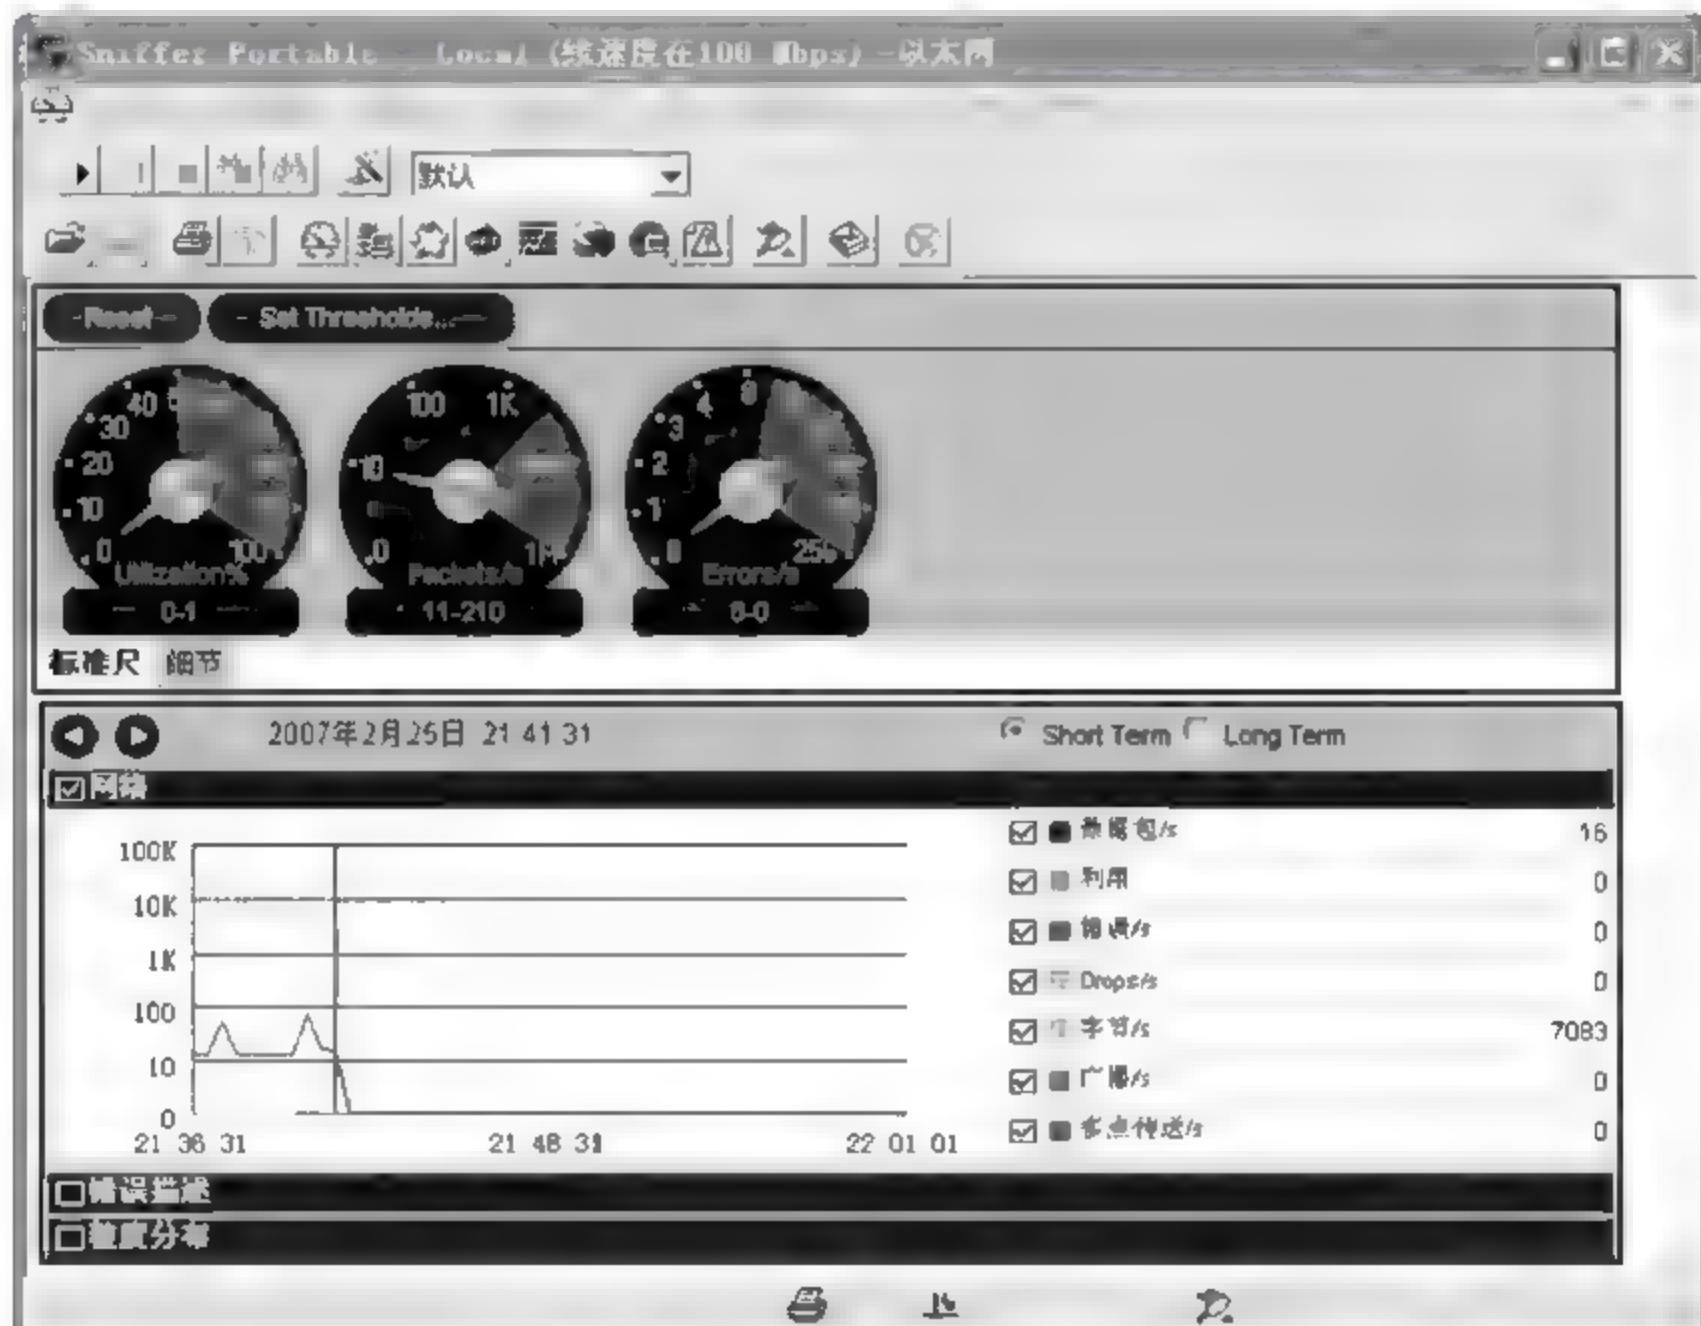 Sniffer Portable - Local (线速度在100 Mbps) -以太网
默认
Reset Set Thresholds...
0 10 20 30 40 100
Utilization%
0-1
0 10 100 1K
Packets/s
11-210
0 1 2 3 4
Errors/s
0-0
标准尺 细节
2007年2月25日 21 41 31 Short Term Long Term
网络
100K
10K
1K
100
10
0
21 36 31 21 48 31 22 01 01
数据包/s 16
利用 0
错误/s 0
Drops/s 0
字节/s 7083
广播/s 0
多点传送/s 0
错误描述
粒度分布